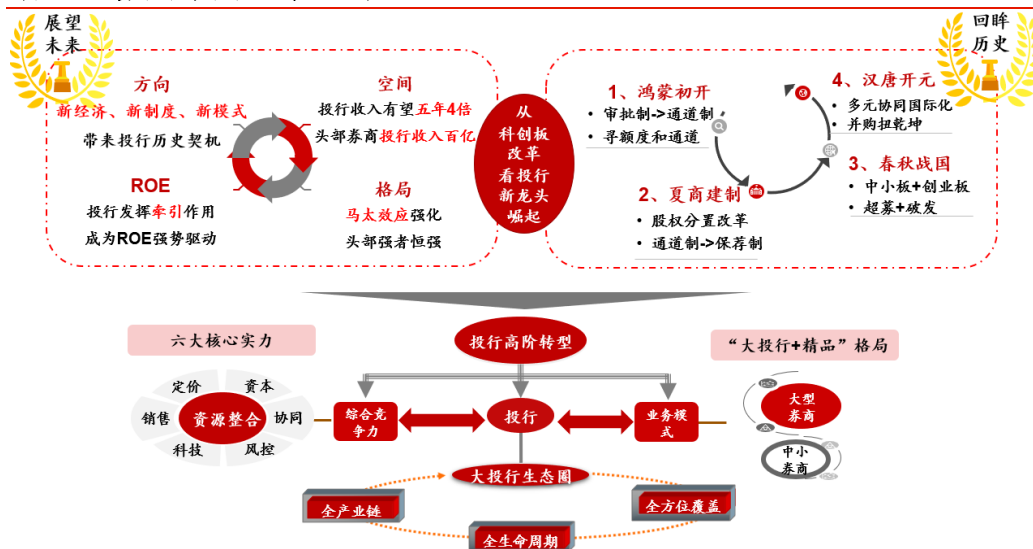 展望
未来
方向
新经济、新制度、新模式
带来投行历史契机
空间
投行收入有望五年4倍
头部券商投行收入百亿
ROE
投行发挥牵引作用
成为ROE强势驱动
格局
马太效应强化
头部强者恒强
从
科创板
改革
看投行
新龙头
崛起
回眸
历史
1、鸿蒙初开
• 审批制->通道制
• 寻额度和通道
2、夏商建制
• 股权分置改革
• 通道制->保荐制
4、汉唐开元
• 多元协同国际化
• 并购扭乾坤
3、春秋战国
• 中小板+创业板
• 超募+破发
六大核心实力
投行高阶转型
“大投行+精品”格局
定价
资本
销售
资源整合
协同
科技
风控
综合竞
争力
投行
业务模
式
大型
券商
中小
券商
大投行生态圈
全产业链
全方位覆盖
全生命周期